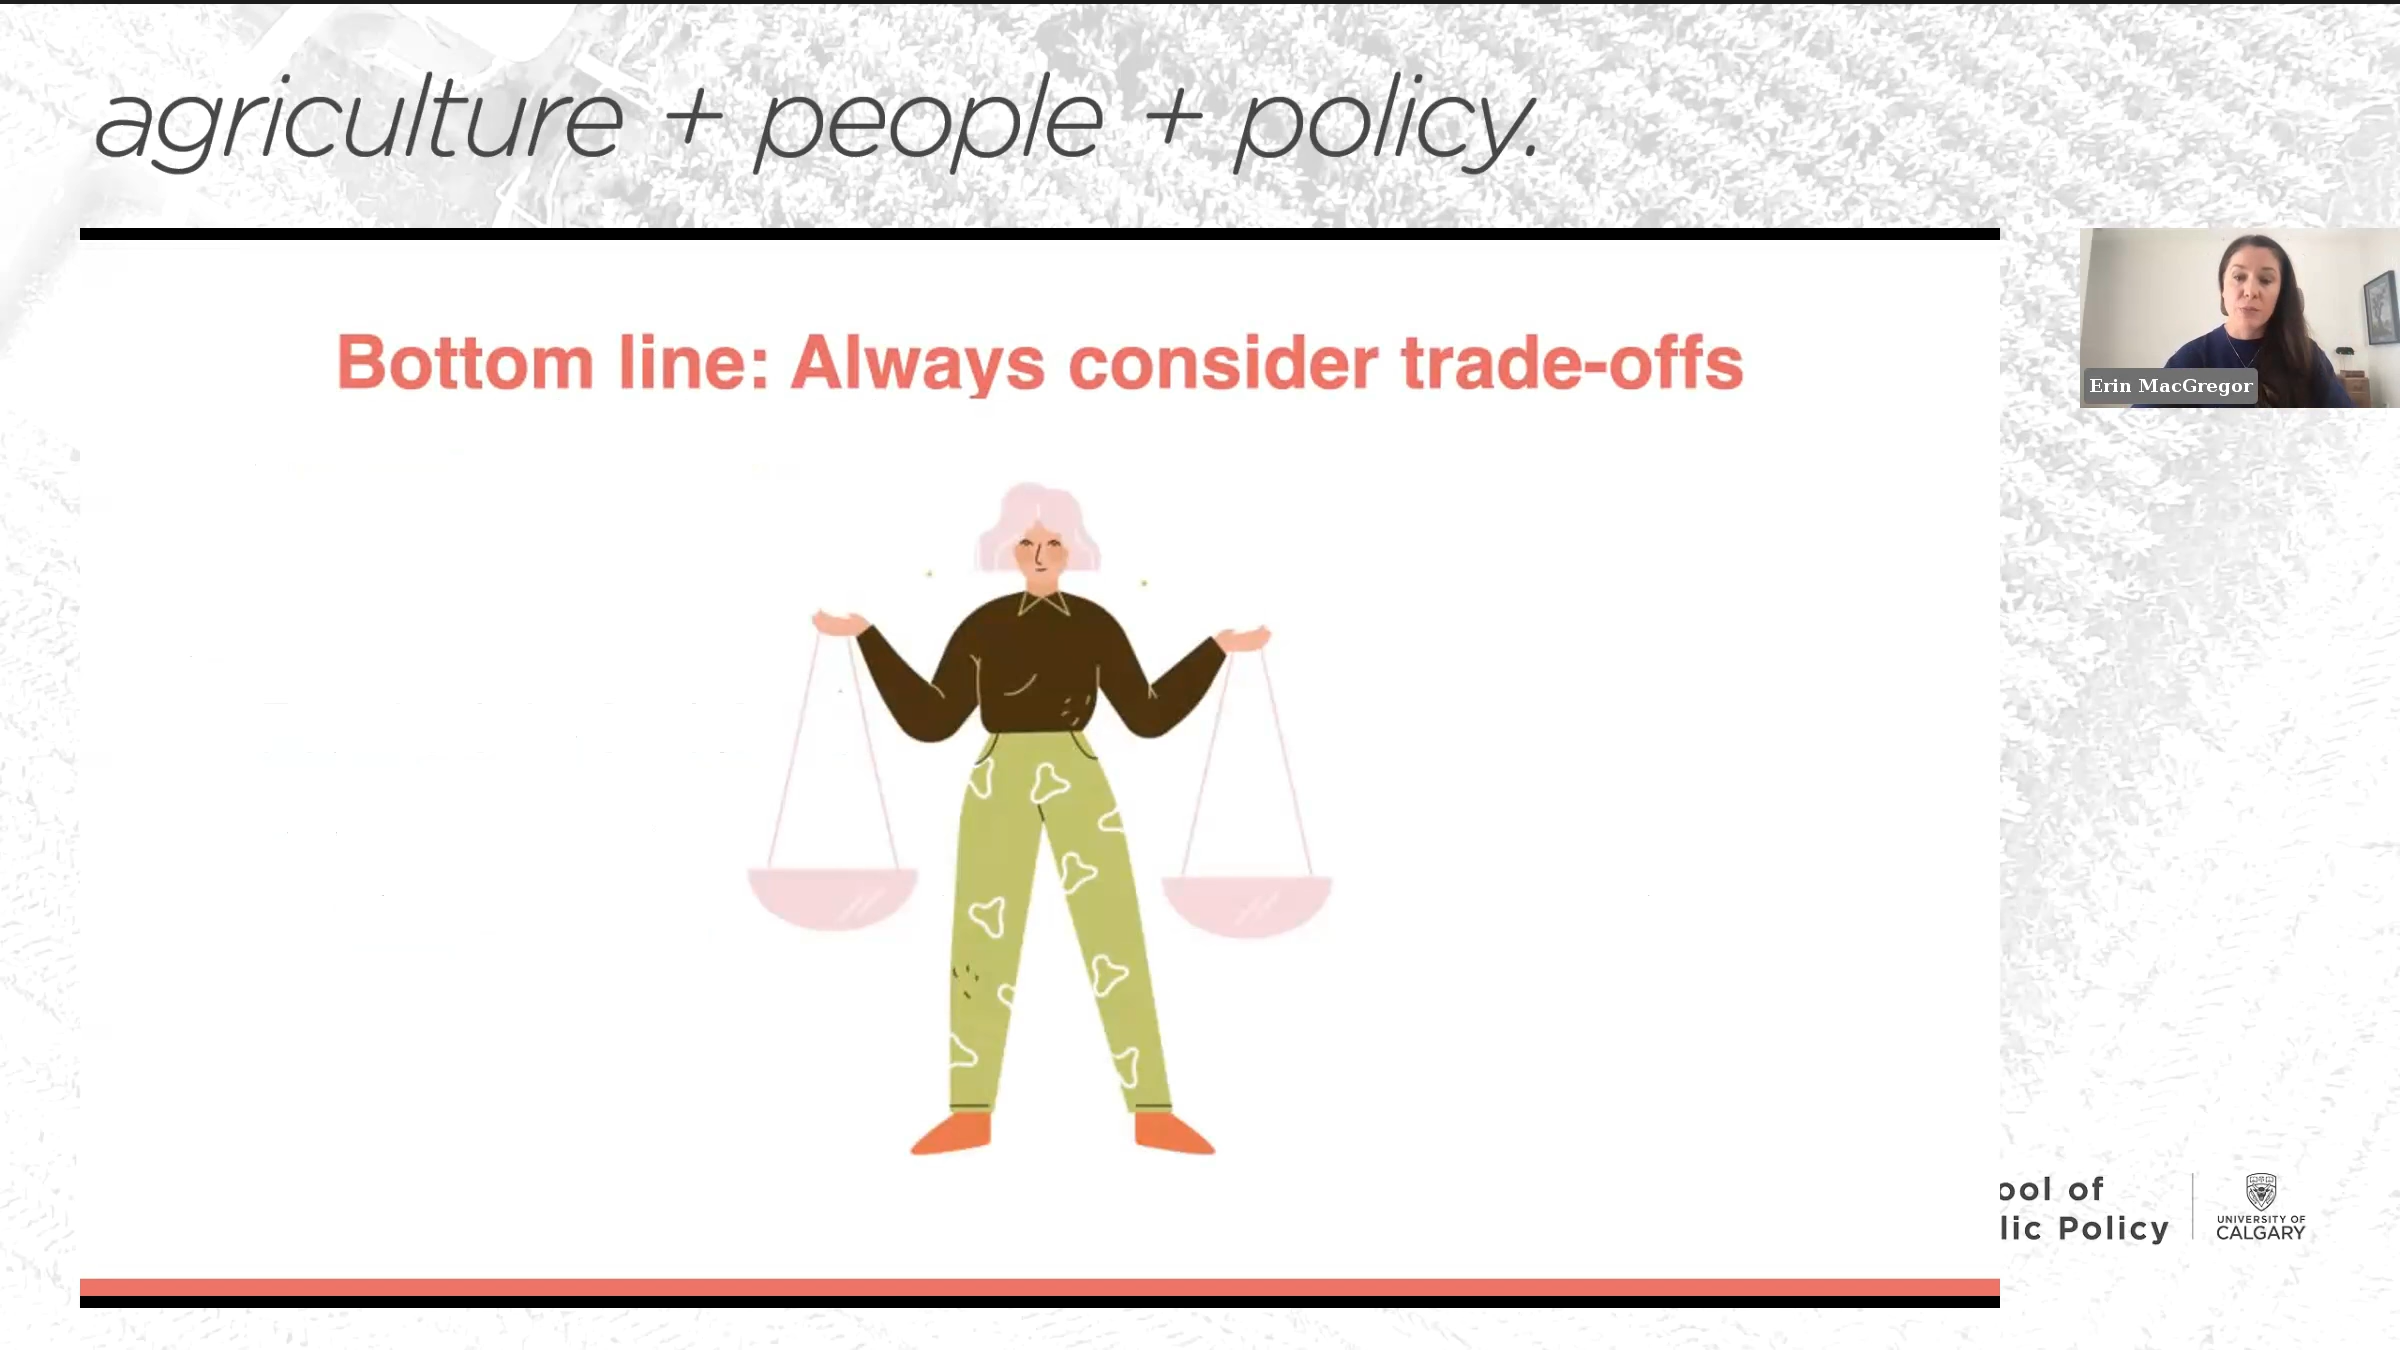 agriculture + people + policy.
Bottom line: Always consider trade-offs
Erin MacGregor
ool of
lic Policy
UNIVERSITY OF
CALGARY